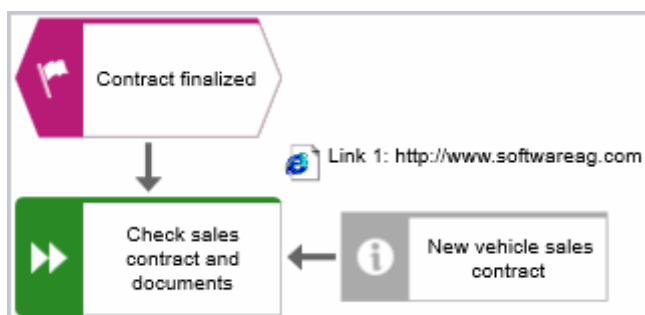 Contract finalized
Link 1: http://www.softwareag.com
Check sales
contract and
documents
New vehicle sales
contract